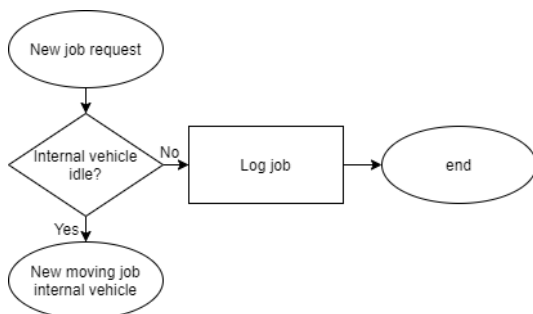 New job request
Internal vehicle
idle?
No
Log job
end
Yes
New moving job
internal vehicle